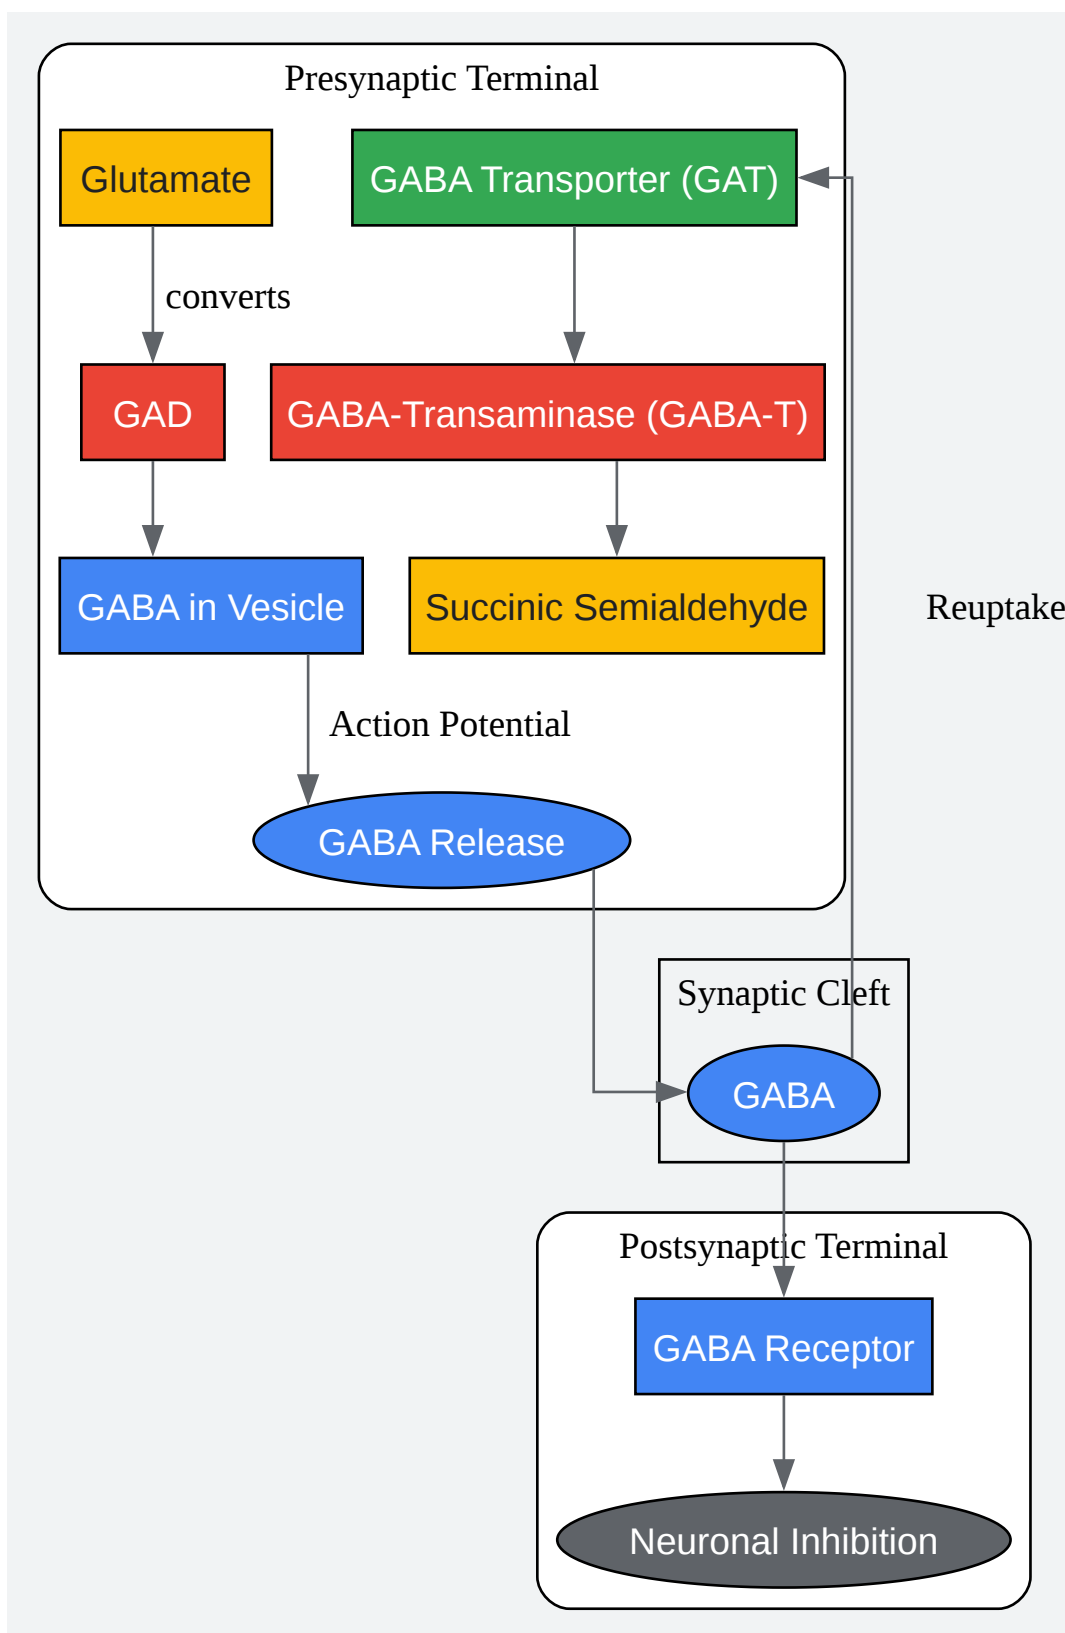 Presynaptic Terminal
Glutamate
GABA Transporter (GAT)
converts
GAD
GABA-Transaminase (GABA-T)
GABA in Vesicle
Succinic Semialdehyde
Reuptake
Action Potential
GABA Release
Synaptic Cleft
GABA
Postsynaptic Terminal
GABA Receptor
Neuronal Inhibition